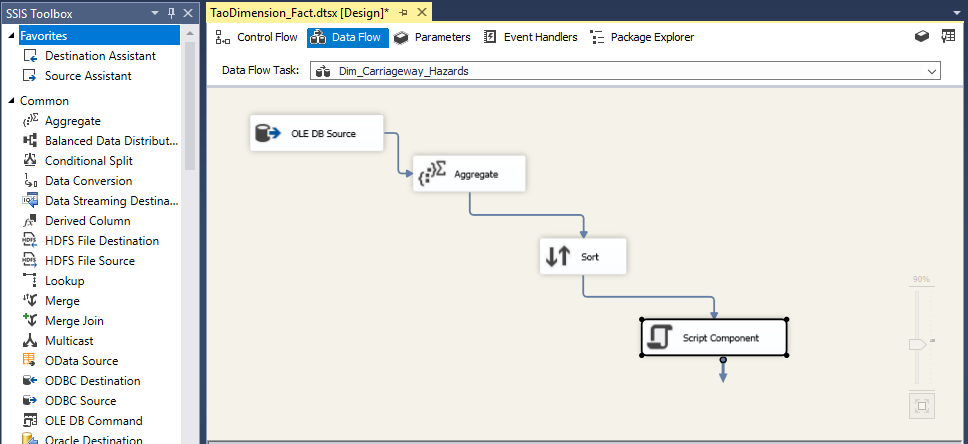 SSIS Toolbox
Favorites
Destination Assistant
Source Assistant
Common
Aggregate
Balanced Data Distribut...
Conditional Split
Data Conversion
Data Streaming Destina...
Derived Column
HDFS File Destination
HDFS File Source
Lookup
Merge
Merge Join
Multicast
OData Source
ODBC Destination
ODBC Source
OLE DB Command
Oracle Destination
TaoDimension_Fact.dtsx [Design]*
Control Flow Data Flow Parameters Event Handlers Package Explorer
Data Flow Task: Dim_Carriageway_Hazards
OLE DB Source
Aggregate
Sort
Script Component
90%